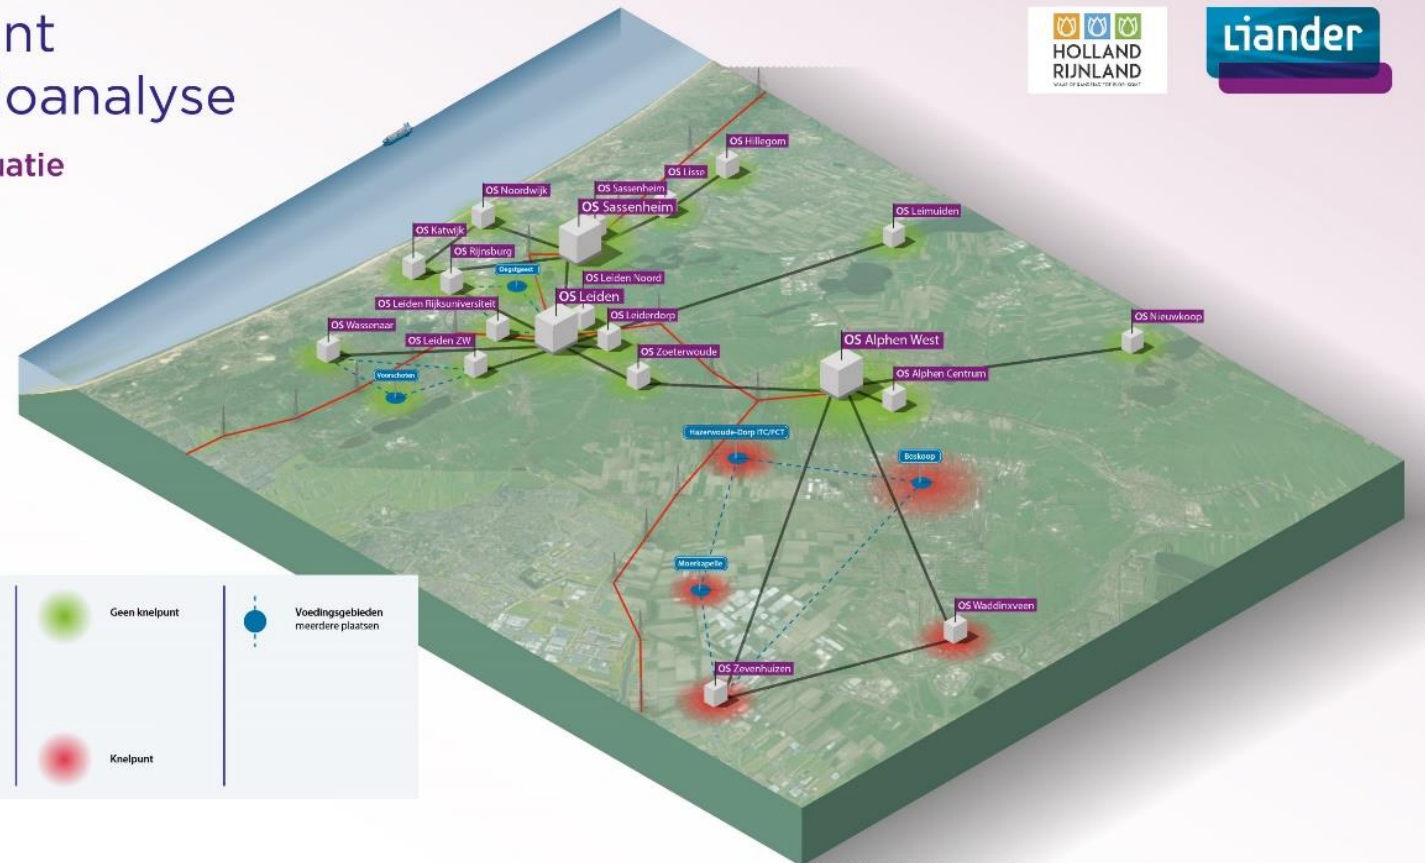 nt
oanalyse
uatie
HOLLAND
RIJNLAND
Liander
OS Hillegom
OS Lisse
OS Sassenheim
OS Noordwijk
OS Sassenheim
OS Leimuiden
OS Katwijk
OS Rijnsburg
Oegstgeest
OS Leiden Noord
OS Leiden
OS Leiden Rijksuniversiteit
OS Leiderdorp
OS Nieuwkoop
OS Wassenaar
OS Leiden ZW
OS Alphen West
OS Zoeterwoude
Voorschoten
OS Alphen Centrum
Hazerwoude-Dorp ITC/PCT
Boskoop
Moerkapelle
OS Waddinxveen
OS Zevenhuizen
Geen knelpunt
Voedingsgebieden
meerdere plaatsen
Knelpunt